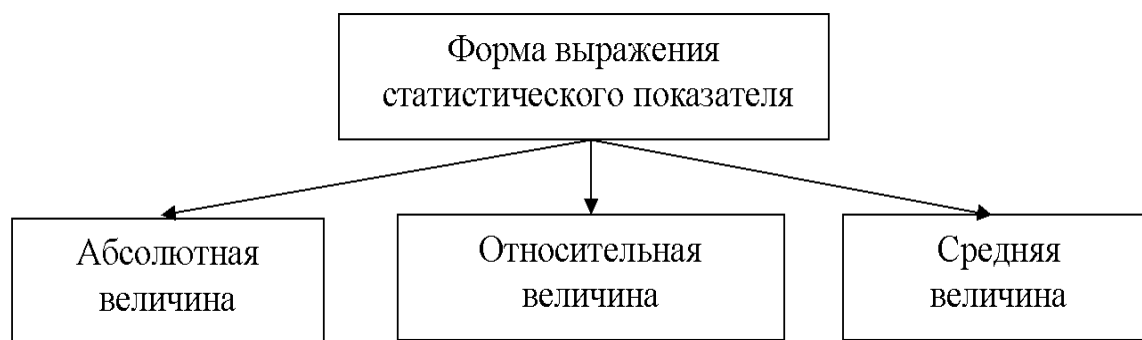 Форма выражения
статистического показателя
Абсолютная
величина
Относительная
величина
Средняя
величина